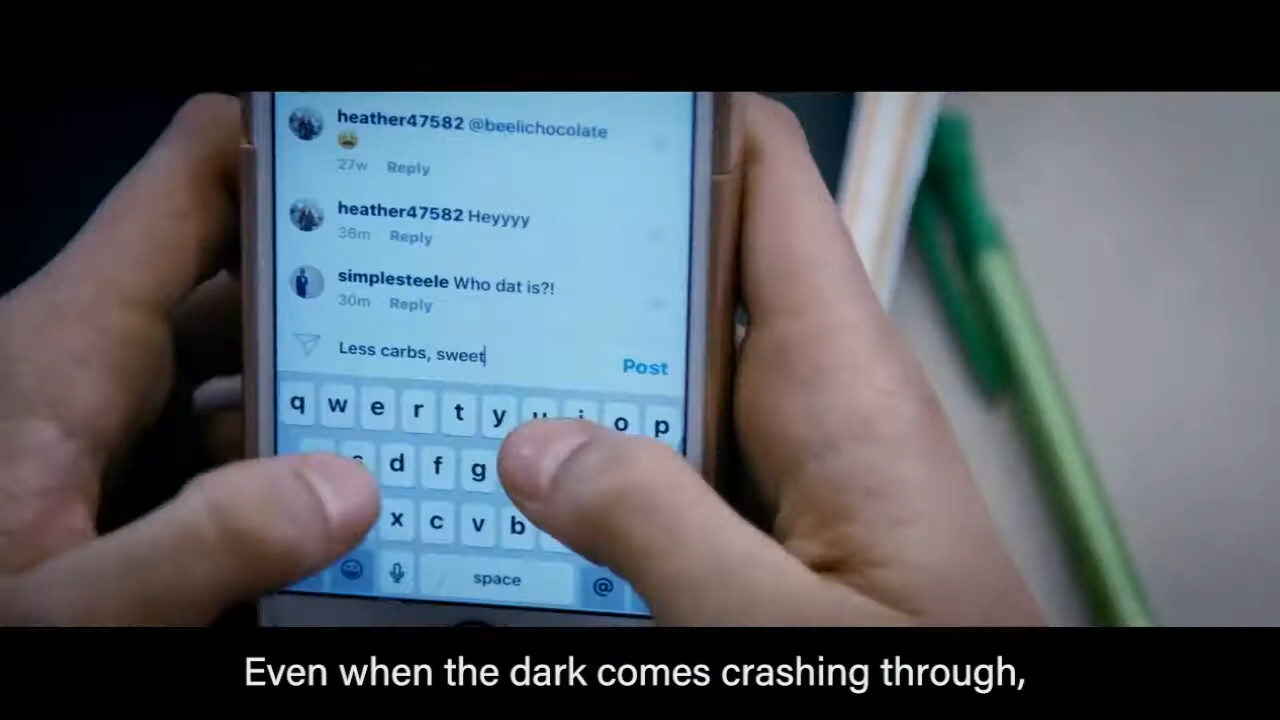 heather47582 @beelichocolate
27w Reply
heather47582 Heyyyy
36m Reply
simplesteele Who dat is?!
30m Reply
Less carbs, sweet
Post
q w e r t y u i o p
d f g
x c v b
space @
Even when the dark comes crashing through,